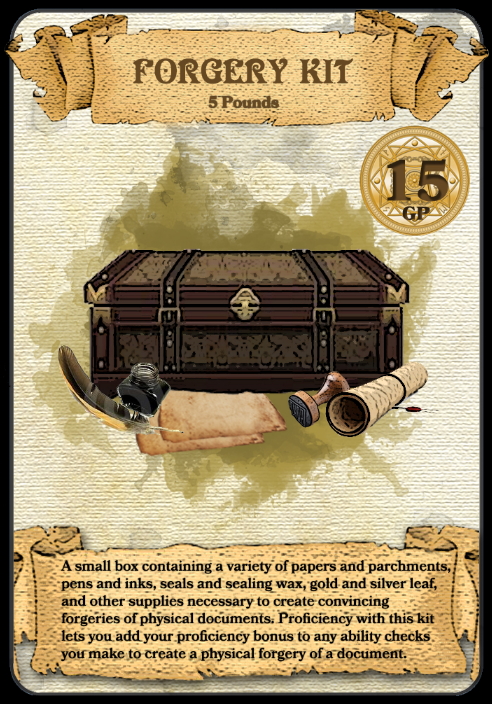 FORGERY KIT
5 Pounds
15
GP
A small box containing a variety of papers and parchments,
pens and inks, seals and sealing wax, gold and silver leaf,
and other supplies necessary to create convincing
forgeries of physical documents. Proficiency with this kit
lets you add your proficiency bonus to any ability checks
you make to create a physical forgery of a document.